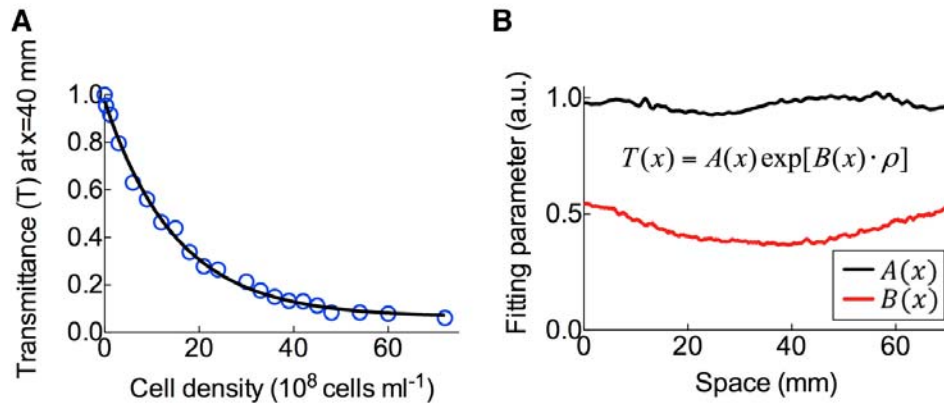 A
Transmittance (T) at x=40 mm
1.0
0.8
0.6
0.4
0.2
0.0
0 20 40 60
Cell density (10⁸ cells ml⁻¹)
B
Fitting parameter (a.u.)
1.0
0.5
0.0
T(x) = A(x) exp[B(x) · ρ]
A(x)
B(x)
0 20 40 60
Space (mm)